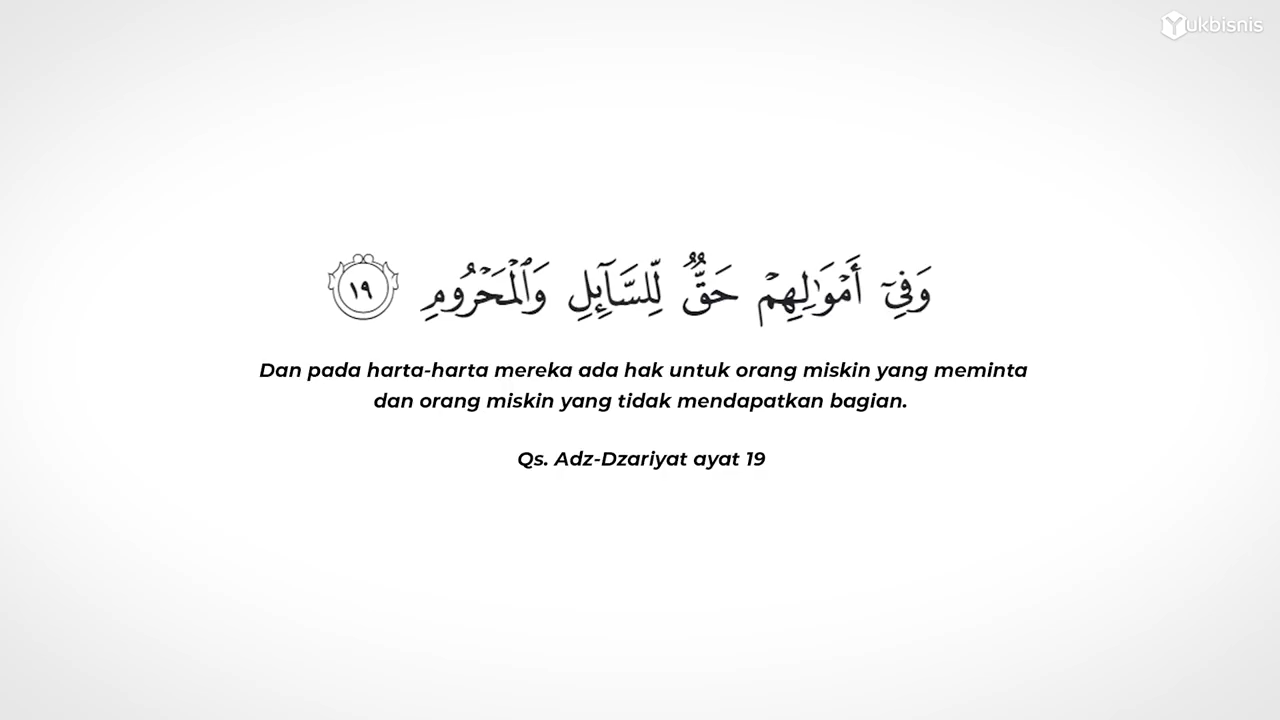 Yukbisnis
وَفِىٓ أَمْوَٰلِهِمْ حَقٌّ لِّلسَّآئِلِ وَٱلْمَحْرُومِ ١٩
Dan pada harta-harta mereka ada hak untuk orang miskin yang meminta
dan orang miskin yang tidak mendapatkan bagian.
Qs. Adz-Dzariyat ayat 19